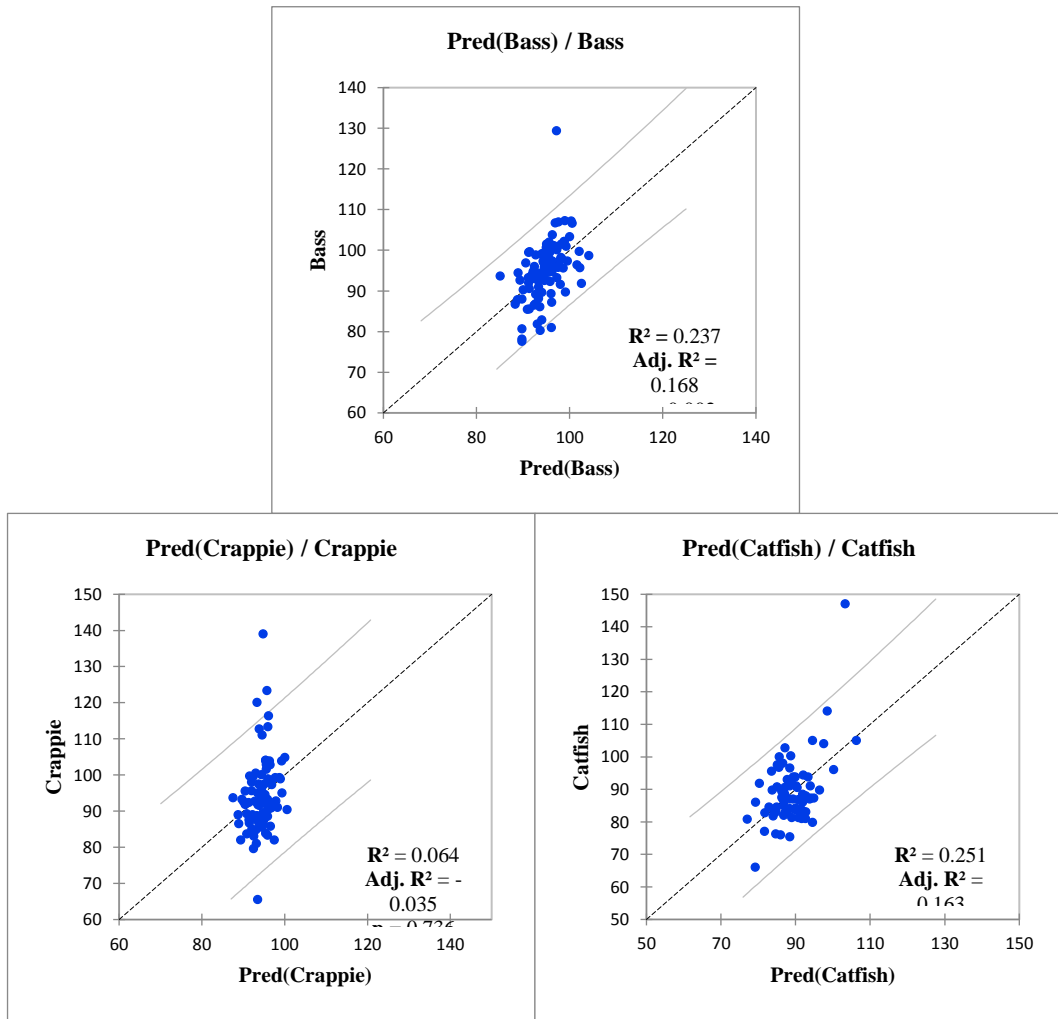 Pred(Bass) / Bass
140
130
120
110
100
90
80
70
60
Bass
R² = 0.237
Adj. R² =
0.168
60 80 100 120 140
Pred(Bass)
Pred(Crappie) / Crappie
150
140
130
120
110
100
90
80
70
60
Crappie
R² = 0.064
Adj. R² = -
0.035
p = 0.736
60 80 100 120 140
Pred(Crappie)
Pred(Catfish) / Catfish
150
140
130
120
110
100
90
80
70
60
50
Catfish
R² = 0.251
Adj. R² =
0.163
50 70 90 110 130 150
Pred(Catfish)